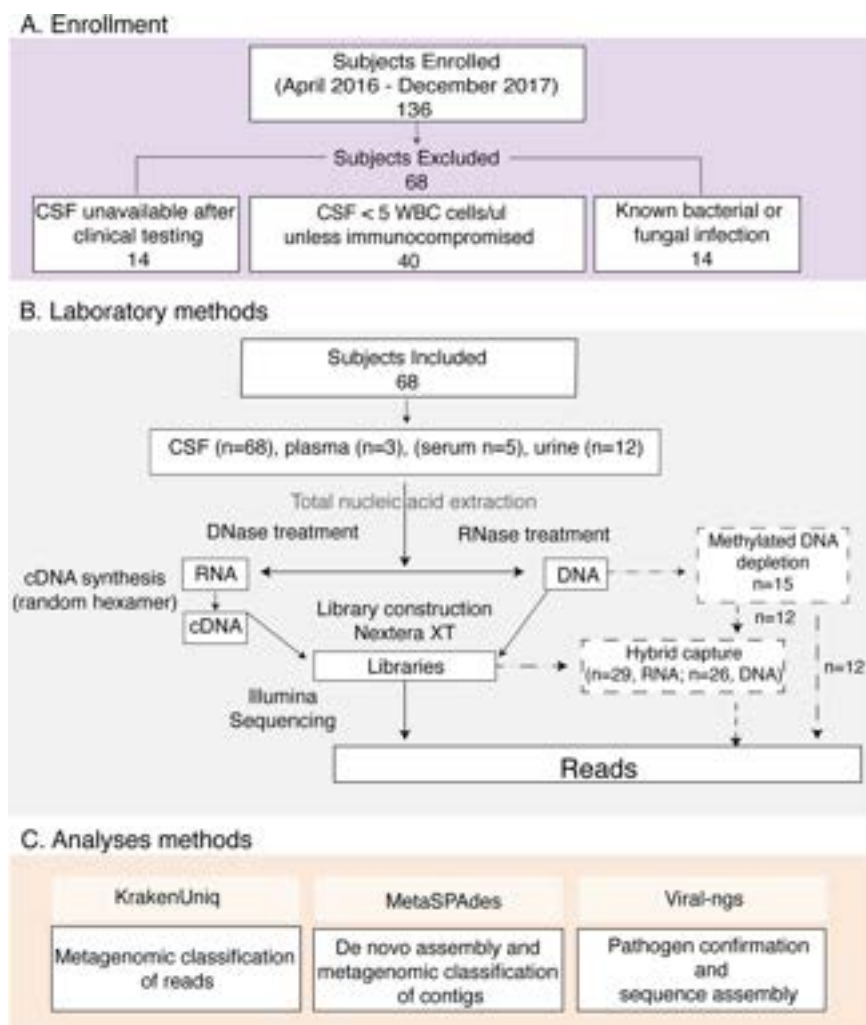 A. Enrollment
Subjects Enrolled
(April 2016 - December 2017)
136
Subjects Excluded
68
CSF unavailable after
clinical testing
14
CSF < 5 WBC cells/ul
unless immunocompromised
40
Known bacterial or
fungal infection
14
B. Laboratory methods
Subjects Included
68
CSF (n=68), plasma (n=3), (serum n=5), urine (n=12)
Total nucleic acid extraction
DNase treatment
RNase treatment
cDNA synthesis
(random hexamer)
RNA
cDNA
DNA
Methylated DNA
depletion
n=15
Library construction
Nextera XT
Libraries
n=12
Hybrid capture
(n=29, RNA; n=26, DNA)
n=12
Illumina
Sequencing
Reads
C. Analyses methods
KrakenUniq
Metagenomic classification
of reads
MetaSPAdes
De novo assembly and
metagenomic classification
of contigs
Viral-ngs
Pathogen confirmation
and
sequence assembly